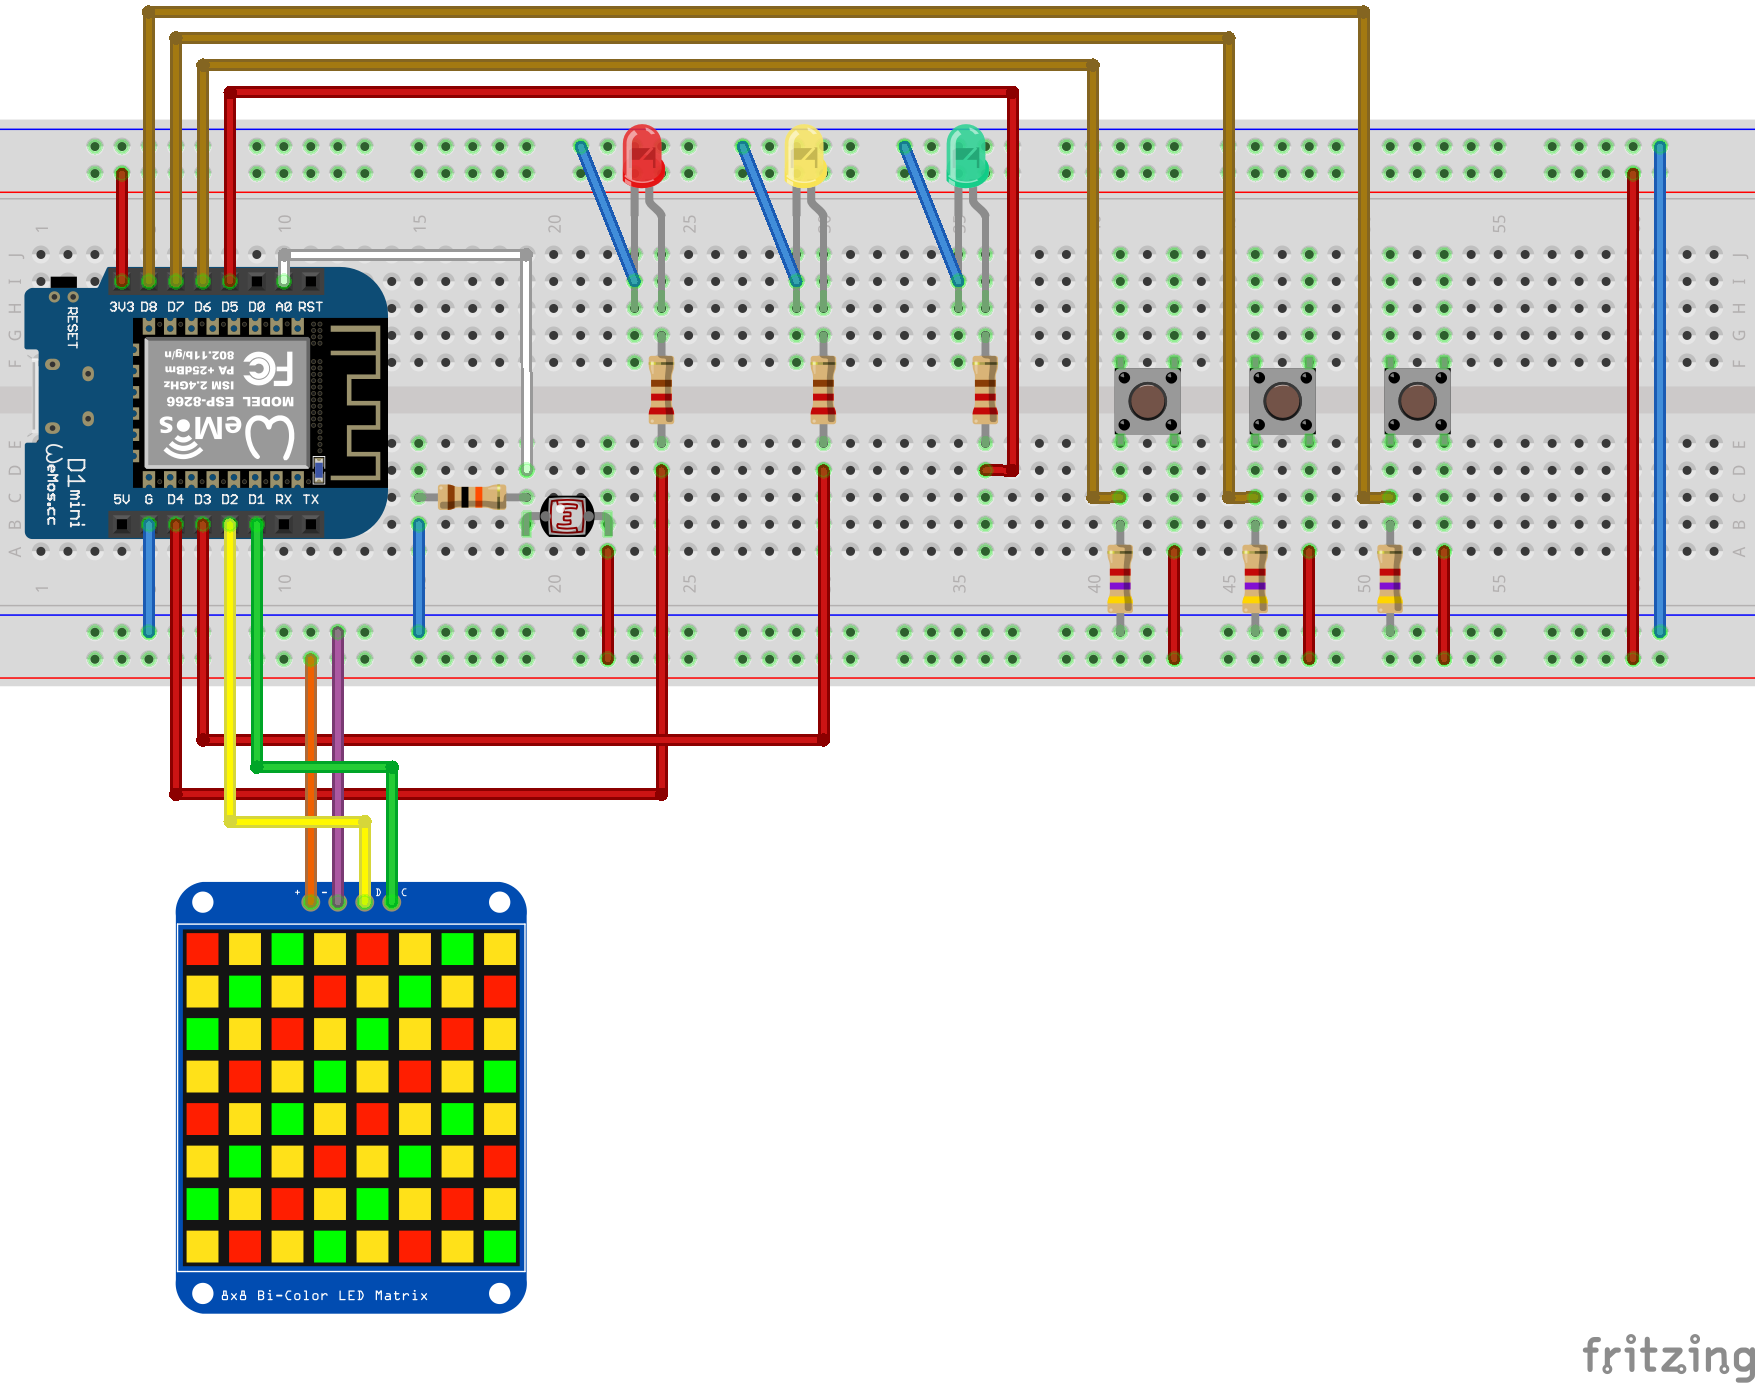 1 10 15 20 25 35 55
J J
I I
H H
G G
F F
3V3 D8 D7 D6 D5 D0 A0 RST
RESET
802.11b/g/n
PA +25dBm
ISM 2.4GHz
MODEL ESP-8266
FC
WeMos
D1 mini
WeMos.cc
5V G D4 D3 D2 D1 RX TX
E E
D D
C C
B B
A A
1 10 20 25 35 40 45 50 55
+ - D C
8x8 Bi-Color LED Matrix
fritzing